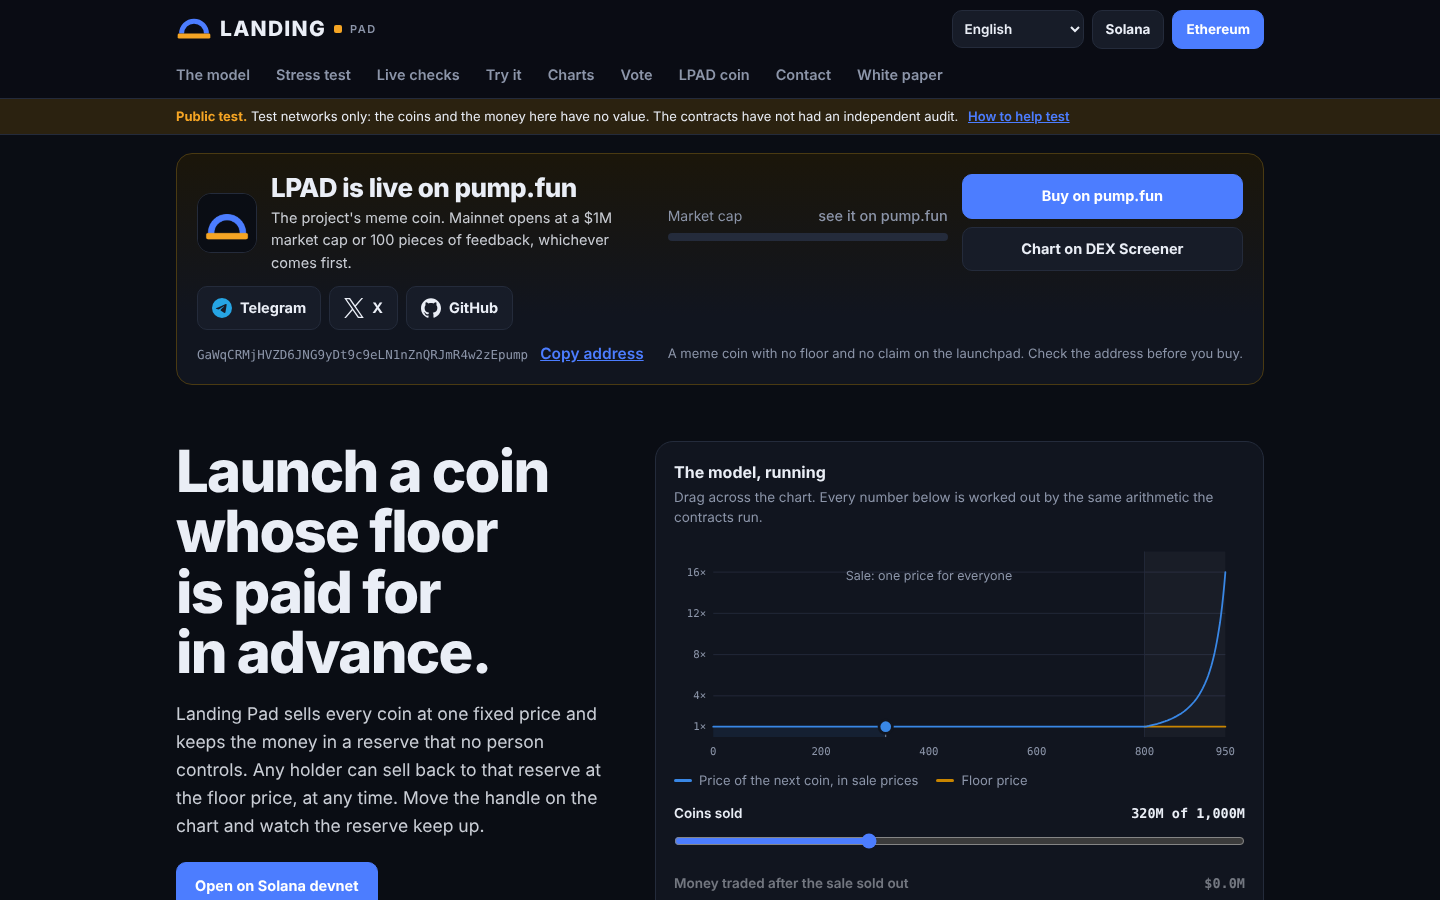 LANDING PAD
English
Solana
Ethereum
The model
Stress test
Live checks
Try it
Charts
Vote
LPAD coin
Contact
White paper
Public test. Test networks only: the coins and the money here have no value. The contracts have not had an independent audit. How to help test
LPAD is live on pump.fun
The project's meme coin. Mainnet opens at a $1M
market cap or 100 pieces of feedback, whichever
comes first.
Market cap
see it on pump.fun
Buy on pump.fun
Chart on DEX Screener
Telegram
X
GitHub
GaWqCRMjHVZD6JNG9yDt9c9eLN1nZnQRJmR4w2zEpump
Copy address
A meme coin with no floor and no claim on the launchpad. Check the address before you buy.
Launch a coin
whose floor
is paid for
in advance.
Landing Pad sells every coin at one fixed price and
keeps the money in a reserve that no person
controls. Any holder can sell back to that reserve at
the floor price, at any time. Move the handle on the
chart and watch the reserve keep up.
Open on Solana devnet
The model, running
Drag across the chart. Every number below is worked out by the same arithmetic the
contracts run.
Sale: one price for everyone
16×
12×
8×
4×
1×
0
200
400
600
800
950
Price of the next coin, in sale prices
Floor price
Coins sold
320M of 1,000M
Money traded after the sale sold out
$0.0M